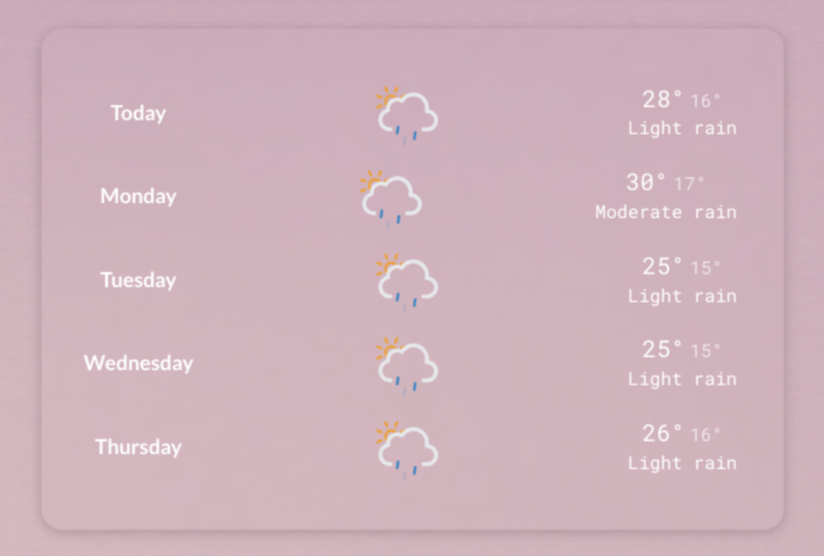 Today
28° 16°
Light rain
Monday
30° 17°
Moderate rain
Tuesday
25° 15°
Light rain
Wednesday
25° 15°
Light rain
Thursday
26° 16°
Light rain